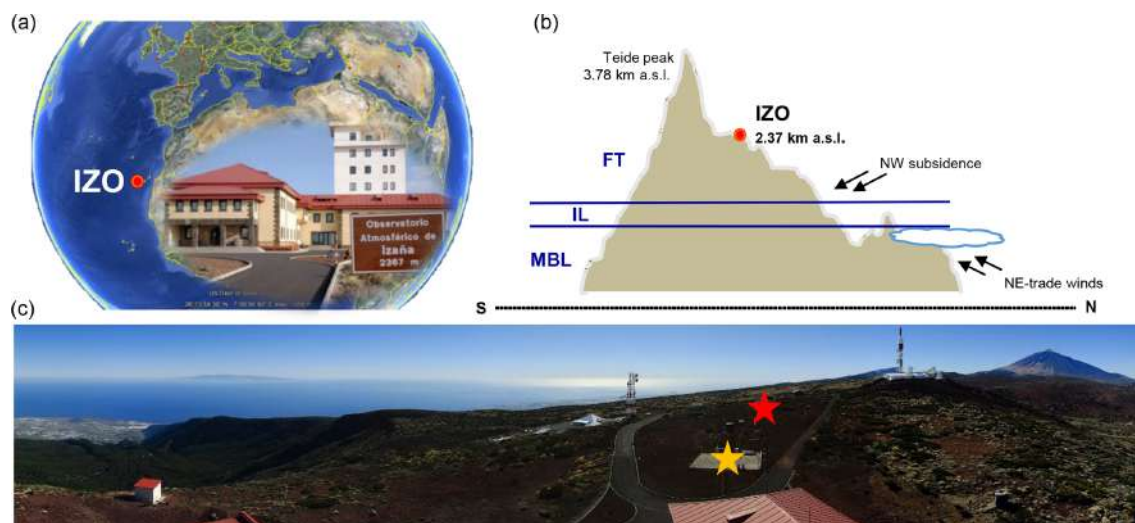 (a)
IZO
Observatorio
Atmosférico de
Izaña
2367 m
(b)
Teide peak
3.78 km a.s.l.
IZO
2.37 km a.s.l.
FT
NW subsidence
IL
MBL
NE-trade winds
S
N
(c)